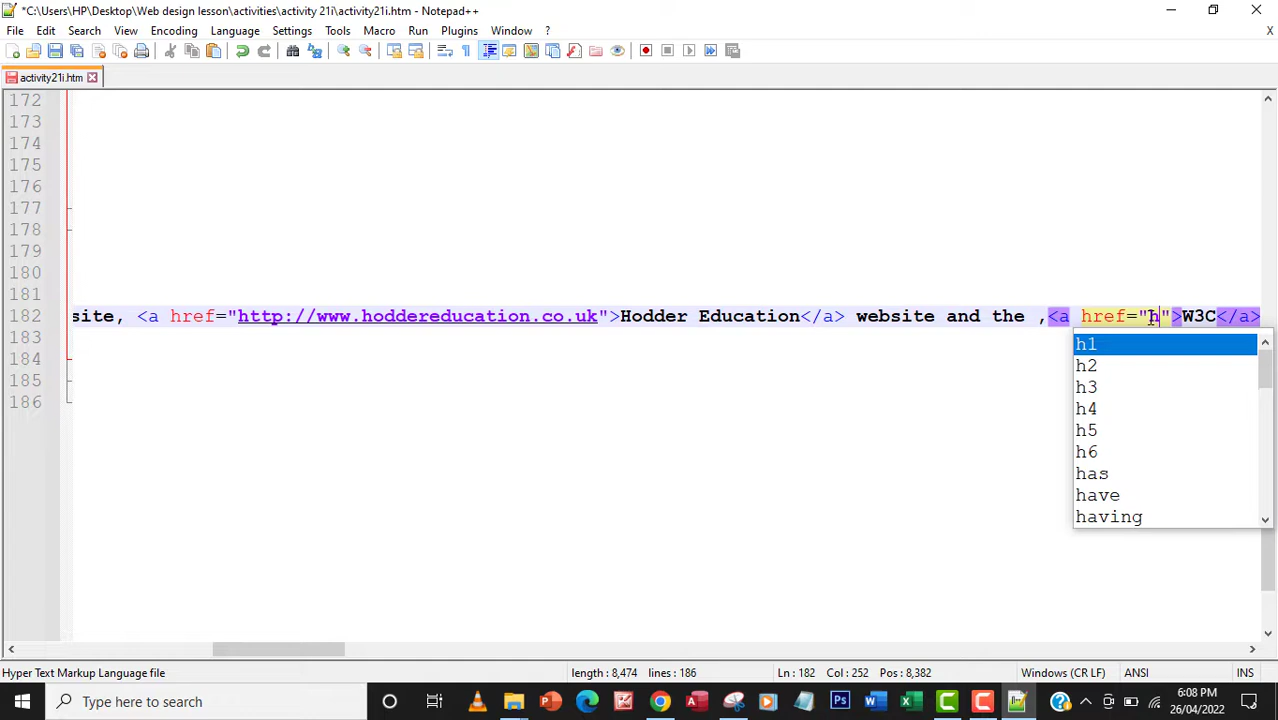 *C:\Users\HP\Desktop\Web design lesson\activities\activity 21i\activity21i.htm - Notepad++
File Edit Search View Encoding Language Settings Tools Macro Run Plugins Window ? X
activity21i.htm
172
173
174
175
176
177
178
179
180
181
182 site, <a href="http://www.hoddereducation.co.uk">Hodder Education</a> website and the ,<a href="h">W3C</a>
183 h1
184 h2
185 h3
186 h4
h5
h6
has
have
having
Hyper Text Markup Language file length : 8,474 lines : 186 Ln : 182 Col : 252 Pos : 8,382 Windows (CR LF) ANSI INS
Type here to search 6:08 PM
26/04/2022